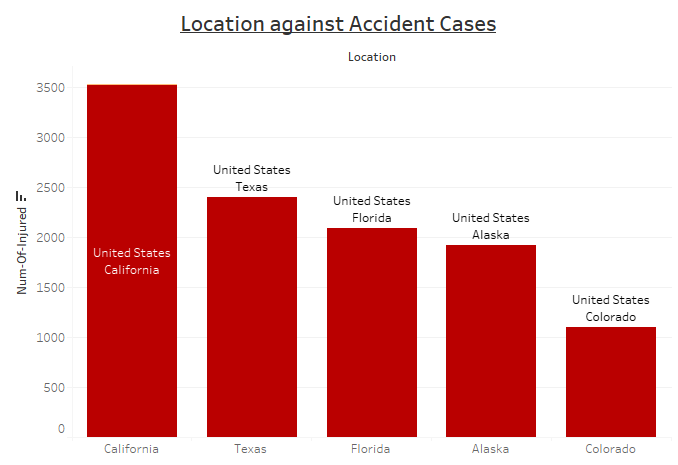 Location against Accident Cases
Location
Num-Of-Injured
3500
3000
2500
2000
1500
1000
500
0
United States
California
United States
Texas
United States
Florida
United States
Alaska
United States
Colorado
California
Texas
Florida
Alaska
Colorado